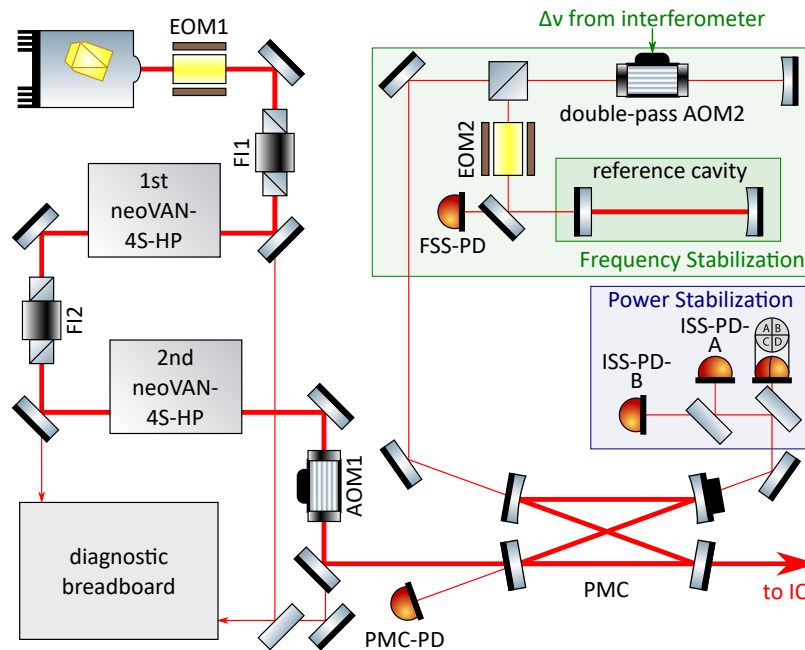 EOM1
Δν from interferometer
double-pass AOM2
EOM2
FI1
1st
neoVAN-
4S-HP
reference cavity
FSS-PD
Frequency Stabilization
Power Stabilization
FI2
ISS-PD-
A
A B
C D
ISS-PD-
B
2nd
neoVAN-
4S-HP
AOM1
diagnostic
breadboard
PMC
to IO
PMC-PD